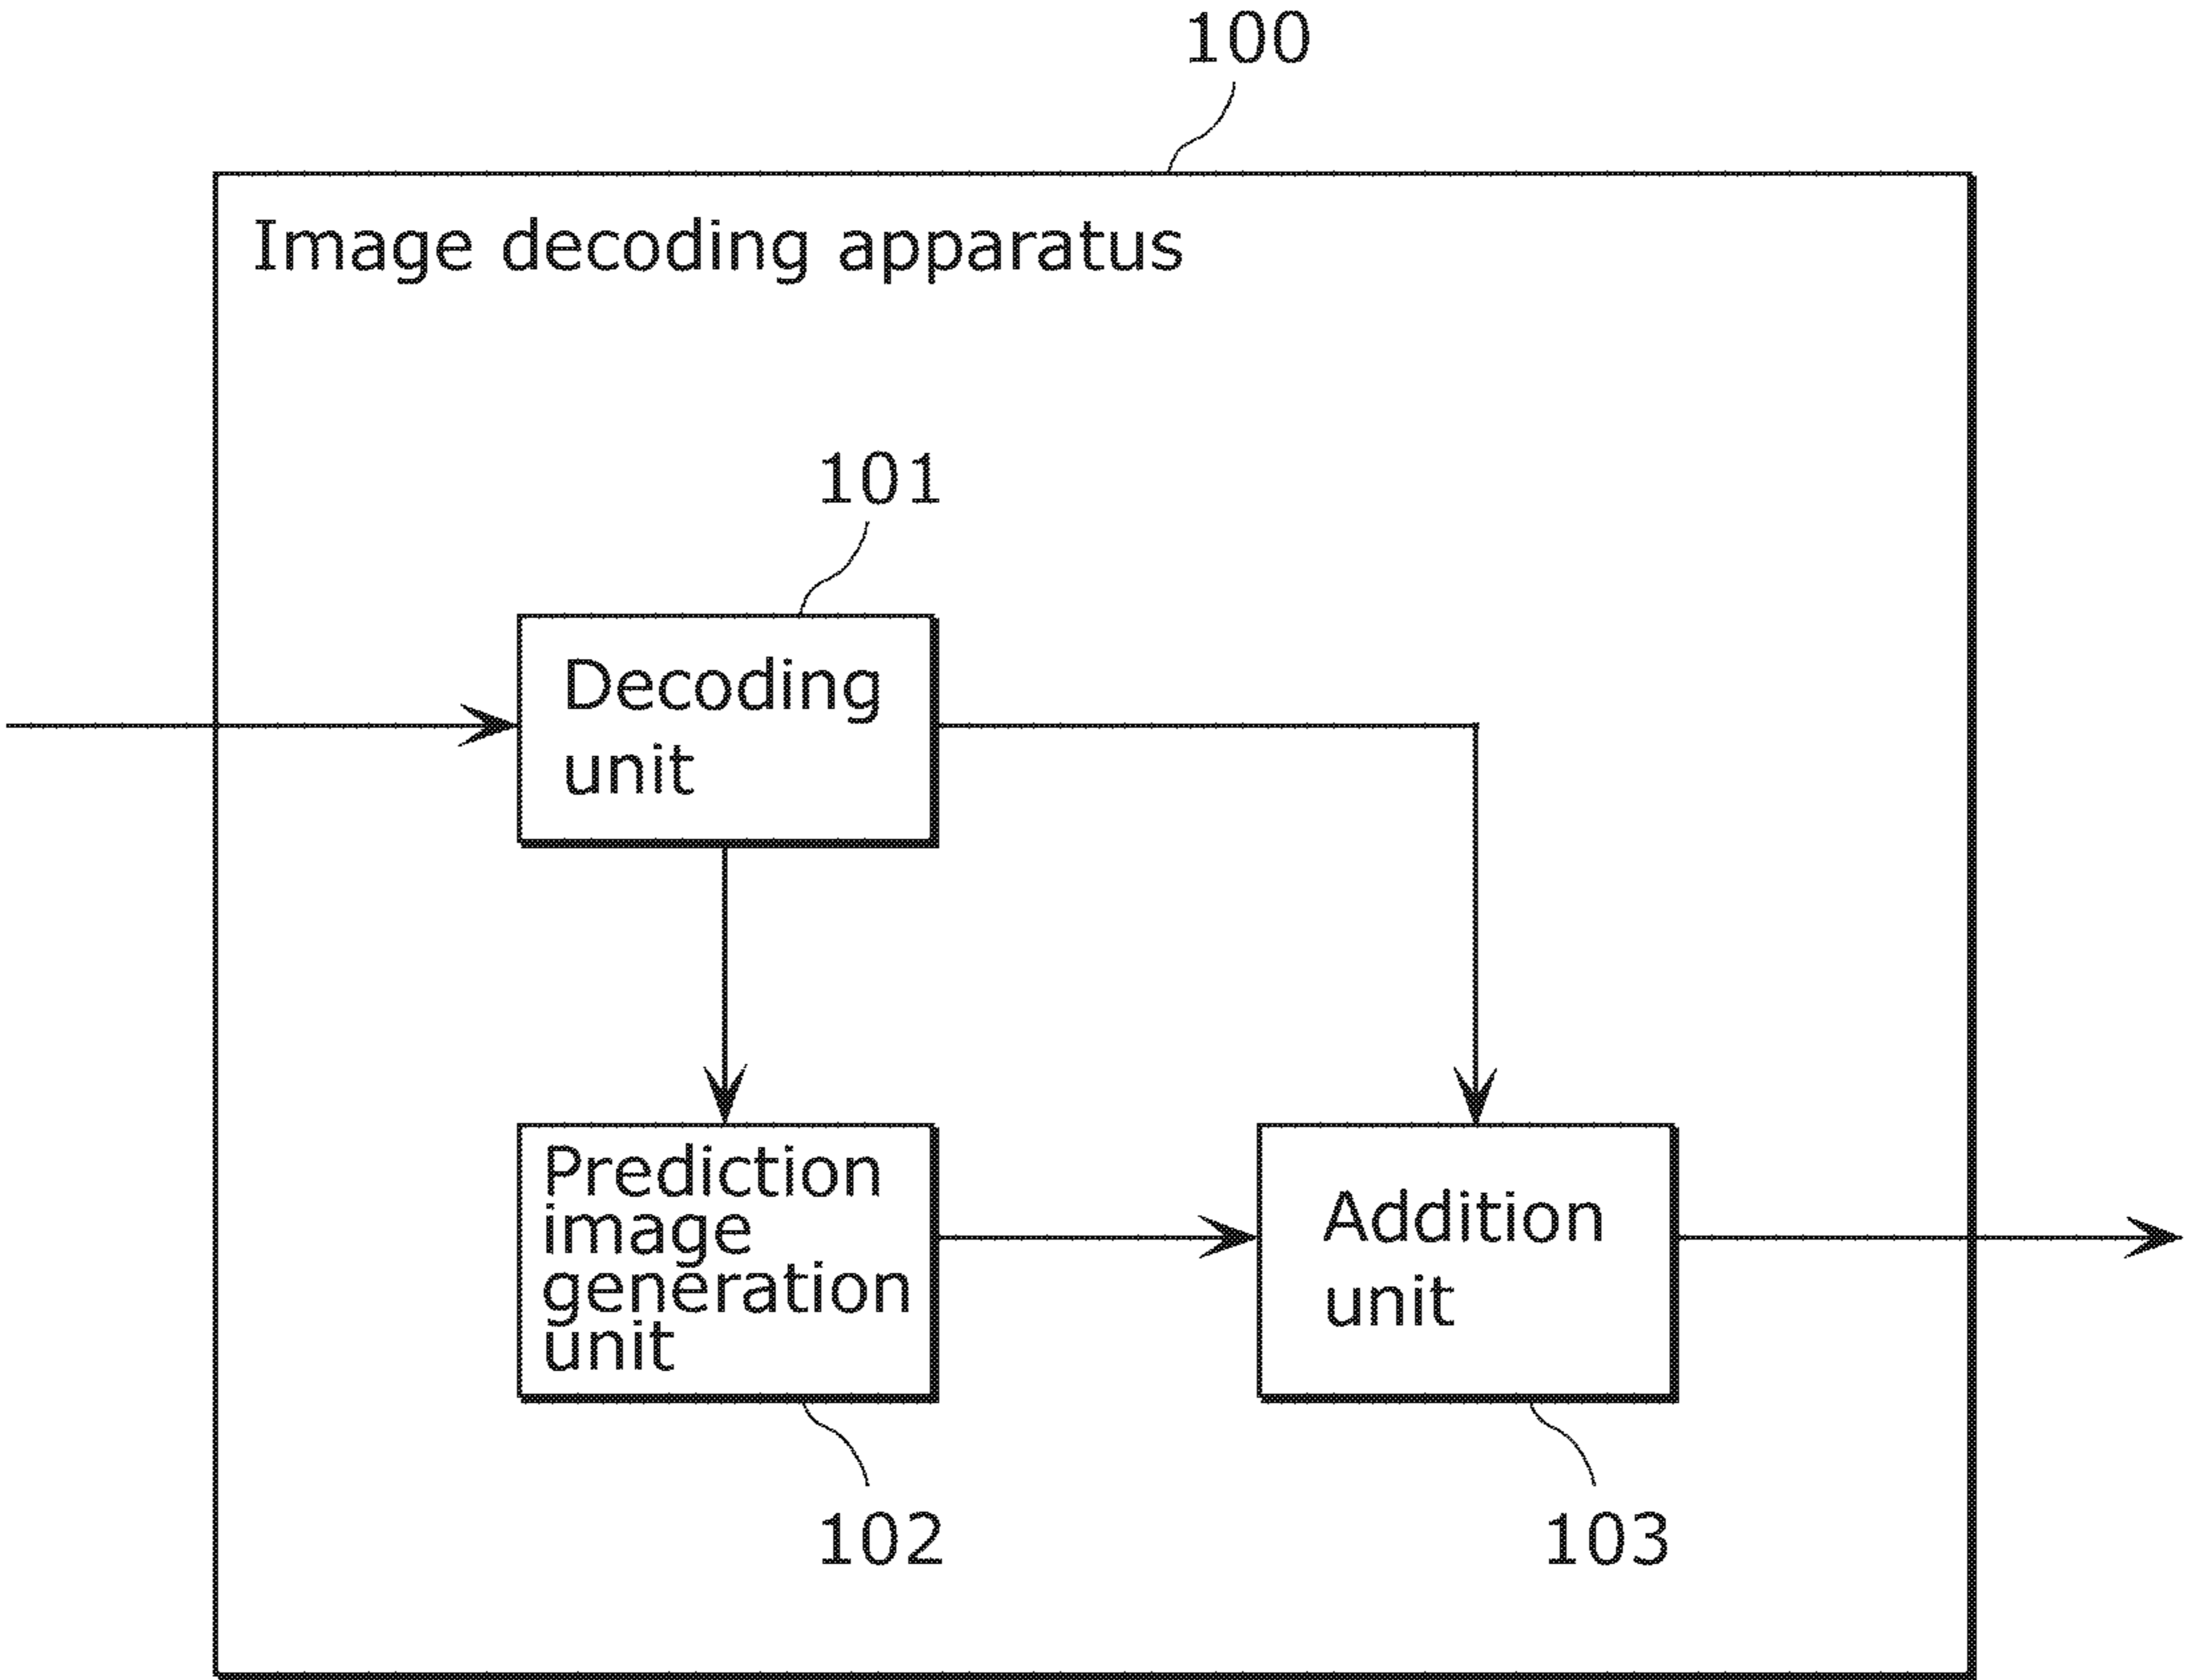 100
Image decoding apparatus
101
Decoding
unit
Prediction
image
generation
unit
Addition
unit
102
103